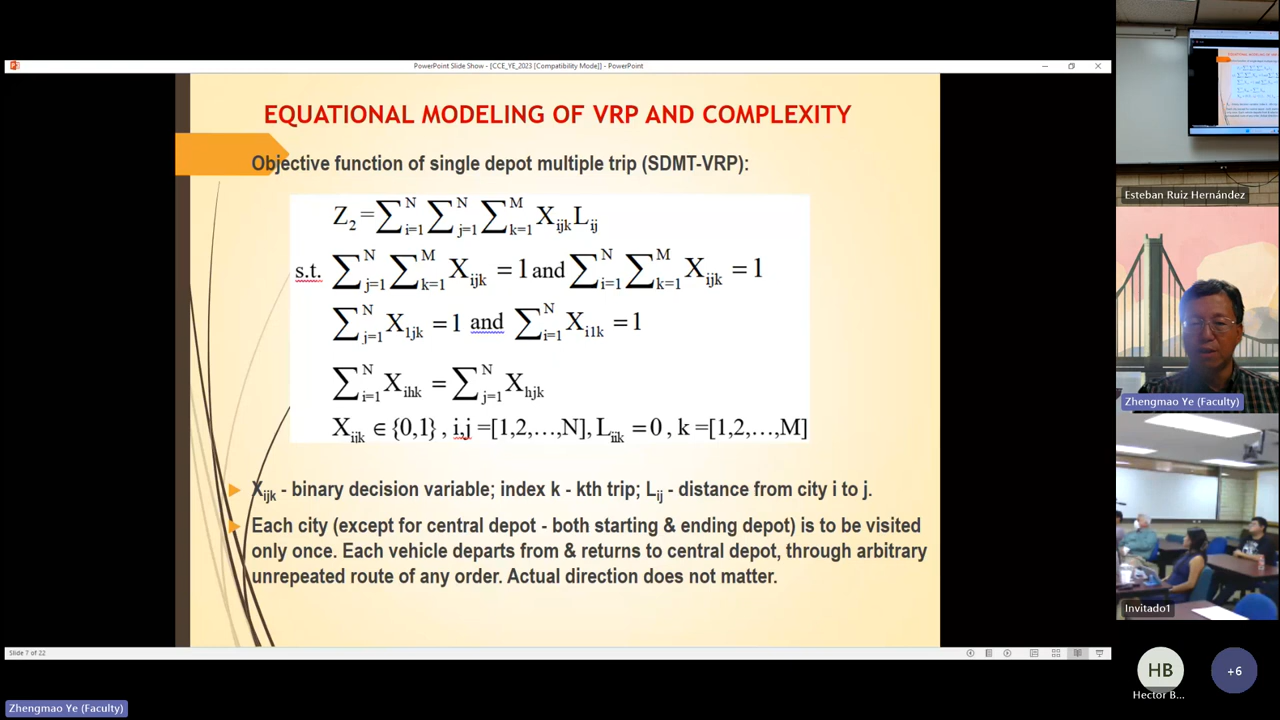 PowerPoint Slide Show - [CCE_YE_2023 [Compatibility Mode]] - PowerPoint
EQUATIONAL MODELING OF VRP AND COMPLEXITY
Objective function of single depot multiple trip (SDMT-VRP):
Z₂ = ∑ᵢ₌₁ᴺ ∑ⱼ₌₁ᴺ ∑ₖ₌₁ᴹ Xᵢⱼₖ Lᵢⱼ
s.t. ∑ⱼ₌₁ᴺ ∑ₖ₌₁ᴹ Xᵢⱼₖ = 1 and ∑ᵢ₌₁ᴺ ∑ₖ₌₁ᴹ Xᵢⱼₖ = 1
∑ⱼ₌₁ᴺ X₁ⱼₖ = 1 and ∑ᵢ₌₁ᴺ Xᵢ₁ₖ = 1
∑ᵢ₌₁ᴺ Xᵢₕₖ = ∑ⱼ₌₁ᴺ Xₕⱼₖ
Xᵢⱼₖ ∈ {0,1} , i,j =[1,2,…,N], Lᵢᵢₖ = 0 , k =[1,2,…,M]
Xᵢⱼₖ - binary decision variable; index k - kth trip; Lᵢⱼ - distance from city i to j.
Each city (except for central depot - both starting & ending depot) is to be visited
only once. Each vehicle departs from & returns to central depot, through arbitrary
unrepeated route of any order. Actual direction does not matter.
Slide 7 of 22
Zhengmao Ye (Faculty)
Esteban Ruiz Hernández
Zhengmao Ye (Faculty)
Invitado1
HB
Hector B...
+6